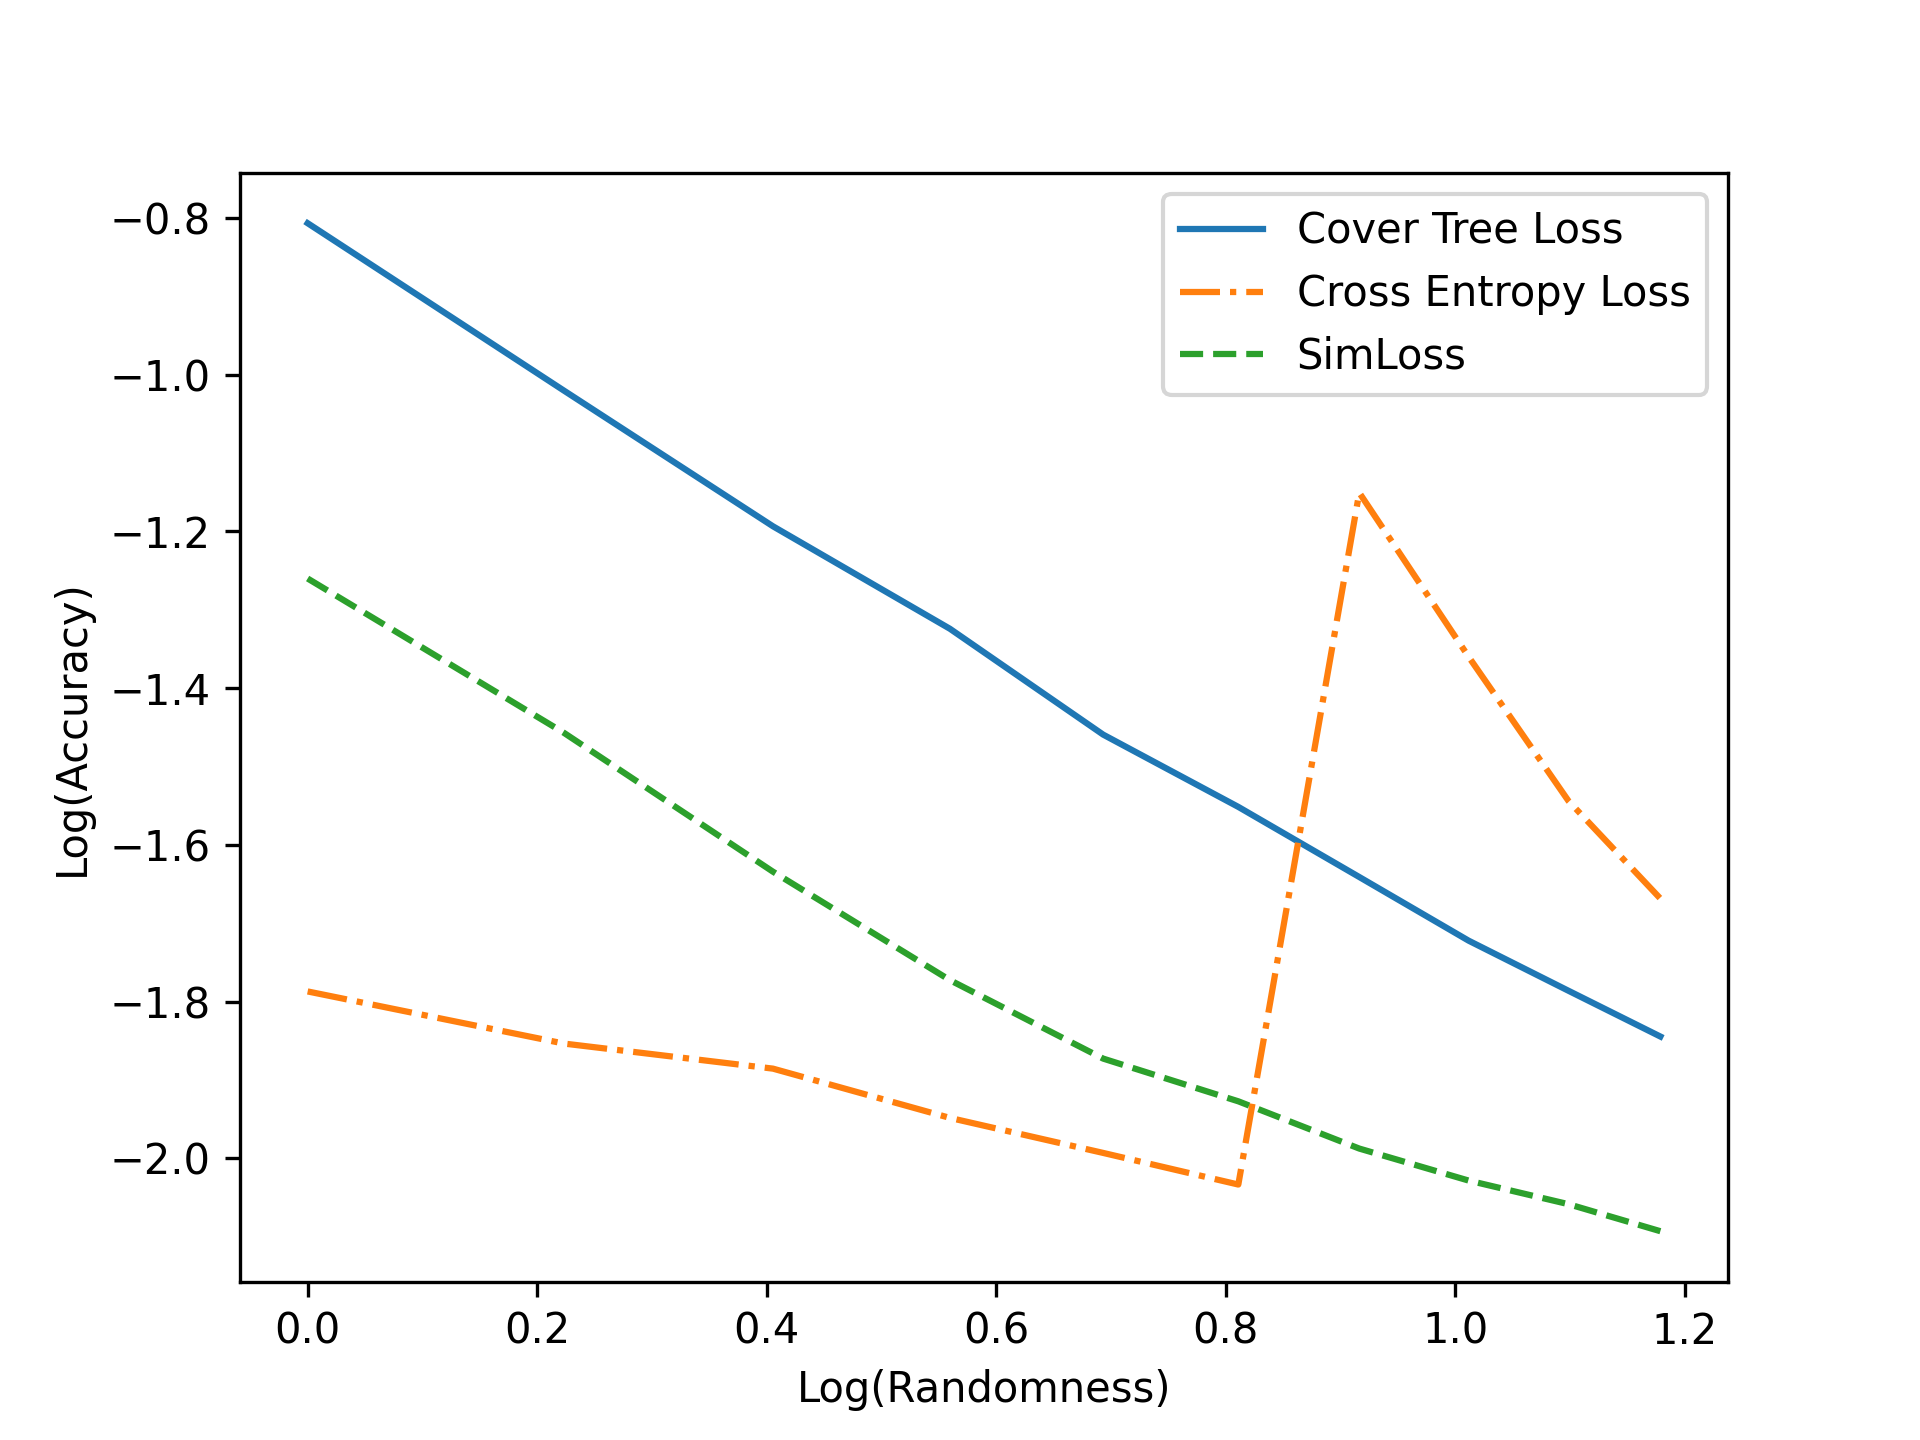 Cover Tree Loss
Cross Entropy Loss
SimLoss
−0.8
−1.0
−1.2
−1.4
−1.6
−1.8
−2.0
Log(Accuracy)
0.0 0.2 0.4 0.6 0.8 1.0 1.2
Log(Randomness)